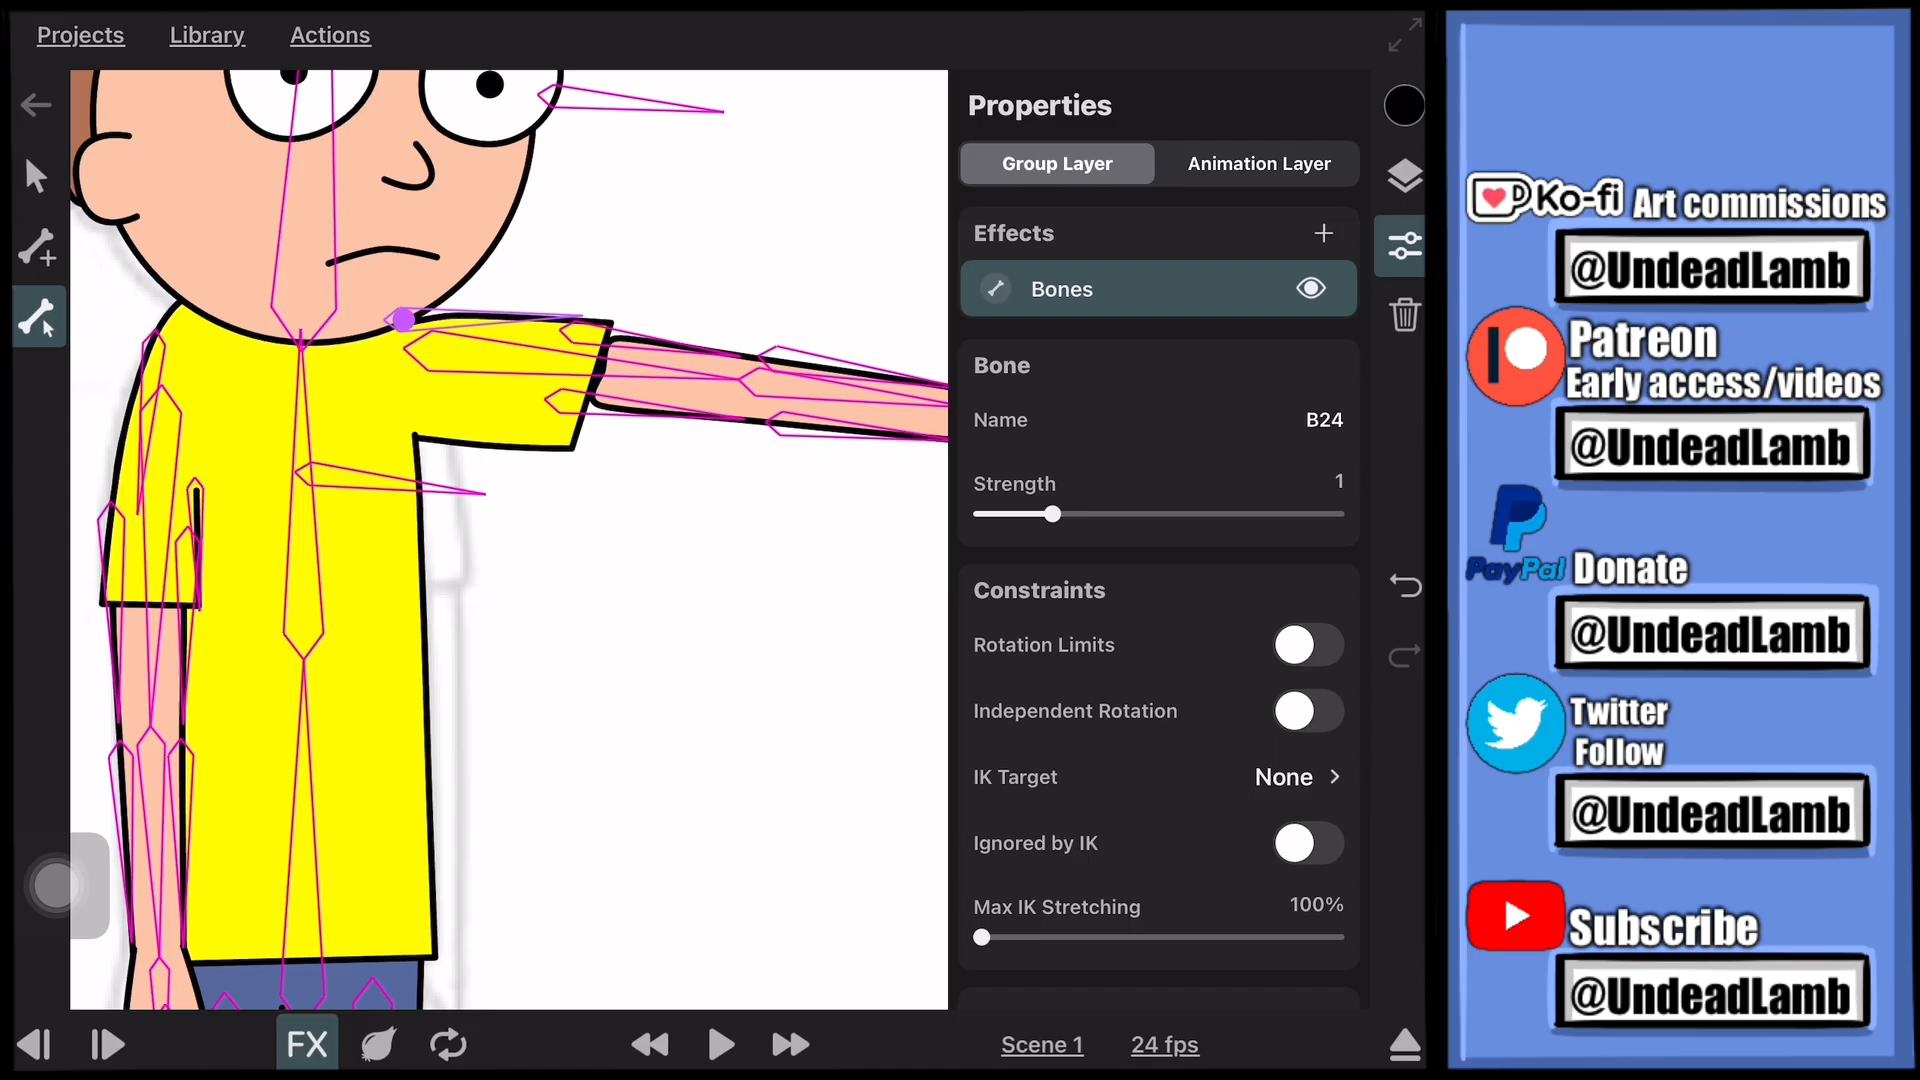 Projects Library Actions
Properties
Group Layer Animation Layer
Effects
Bones
Bone
Name B24
Strength 1
Constraints
Rotation Limits
Independent Rotation
IK Target None
Ignored by IK
Max IK Stretching 100%
FX
Scene 1 24 fps
Ko-fi Art commissions
@UndeadLamb
Patreon
Early access/videos
@UndeadLamb
PayPal Donate
@UndeadLamb
Twitter
Follow
@UndeadLamb
Subscribe
@UndeadLamb